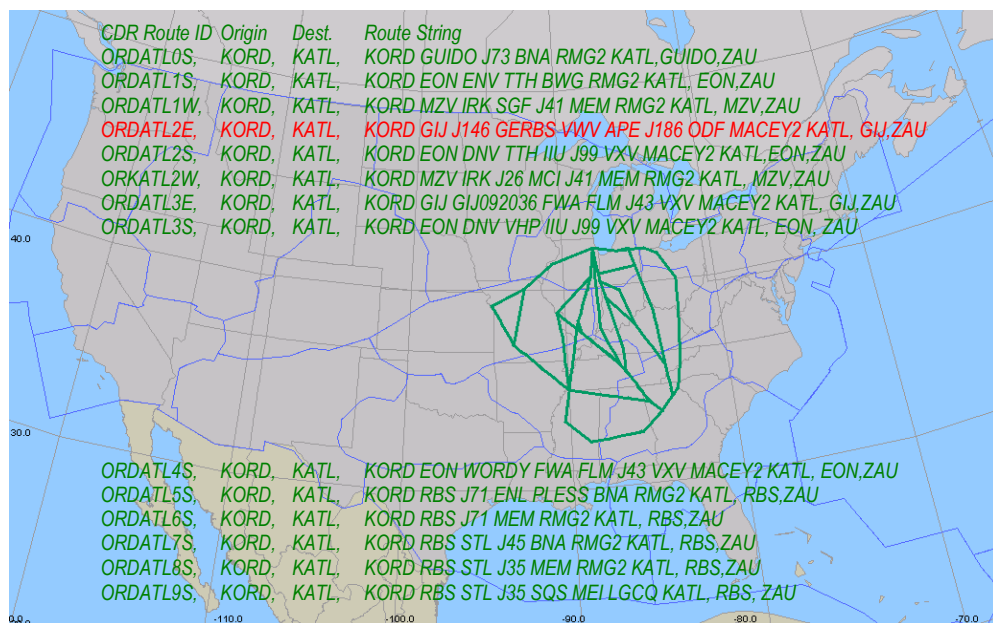 CDR Route ID Origin Dest. Route String
ORDATL0S, KORD, KATL, KORD GUIDO J73 BNA RMG2 KATL,GUIDO,ZAU
ORDATL1S, KORD, KATL, KORD EON ENV TTH BWG RMG2 KATL, EON,ZAU
ORDATL1W, KORD, KATL, KORD MZV IRK SGF J41 MEM RMG2 KATL, MZV,ZAU
ORDATL2E, KORD, KATL, KORD GIJ J146 GERBS VWV APE J186 ODF MACEY2 KATL, GIJ,ZAU
ORDATL2S, KORD, KATL, KORD EON DNV TTH IIU J99 VXV MACEY2 KATL,EON,ZAU
ORKATL2W, KORD, KATL, KORD MZV IRK J26 MCI J41 MEM RMG2 KATL, MZV,ZAU
ORDATL3E, KORD, KATL, KORD GIJ GIJ092036 FWA FLM J43 VXV MACEY2 KATL, GIJ,ZAU
ORDATL3S, KORD, KATL, KORD EON DNV VHP IIU J99 VXV MACEY2 KATL, EON, ZAU
40.0
30.0
ORDATL4S, KORD, KATL, KORD EON WORDY FWA FLM J43 VXV MACEY2 KATL, EON,ZAU
ORDATL5S, KORD, KATL, KORD RBS J71 ENL PLESS BNA RMG2 KATL, RBS,ZAU
ORDATL6S, KORD, KATL, KORD RBS J71 MEM RMG2 KATL, RBS,ZAU
ORDATL7S, KORD, KATL, KORD RBS STL J45 BNA RMG2 KATL, RBS,ZAU
ORDATL8S, KORD, KATL, KORD RBS STL J35 MEM RMG2 KATL, RBS,ZAU
ORDATL9S, KORD, KATL, KORD RBS STL J35 SQS MEI LGCQ KATL, RBS, ZAU
-110.0 -100.0 -90.0 -80.0 -70.0